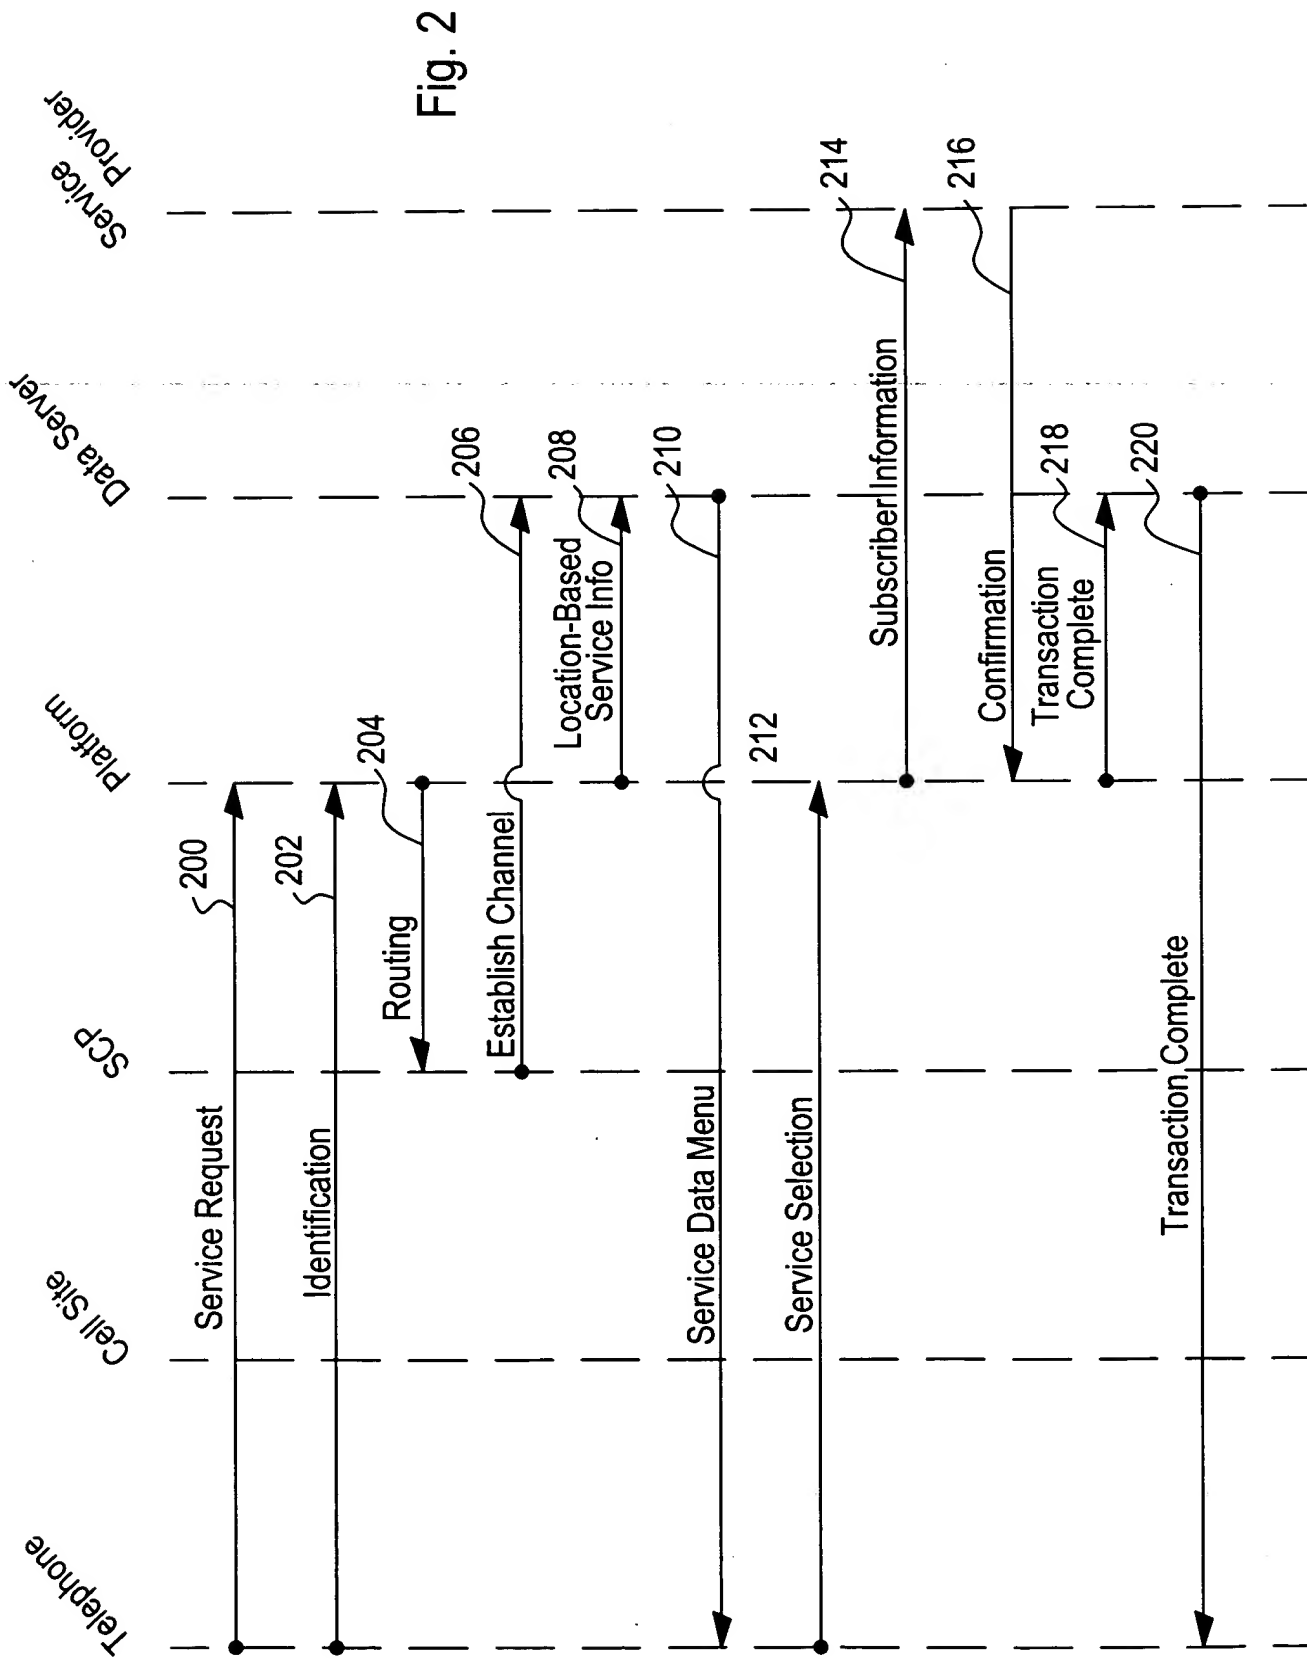 Telephone
Cell Site
SCP
Platform
Data Server
Service
Provider
Service Request
200
Identification
202
Routing
204
Establish Channel
206
Location-Based
Service Info
208
Service Data Menu
210
Service Selection
212
Subscriber Information
214
Confirmation
216
Transaction
Complete
218
Transaction Complete
220
Fig. 2